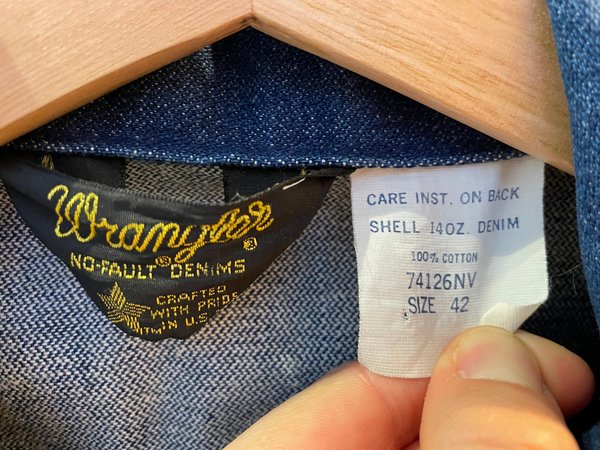 Wrangler®
NO-FAULT® DENIMS
CRAFTED
WITH PRIDE
IN U.S.
CARE INST. ON BACK
SHELL 14OZ. DENIM
100% COTTON
74126NV
SIZE 42